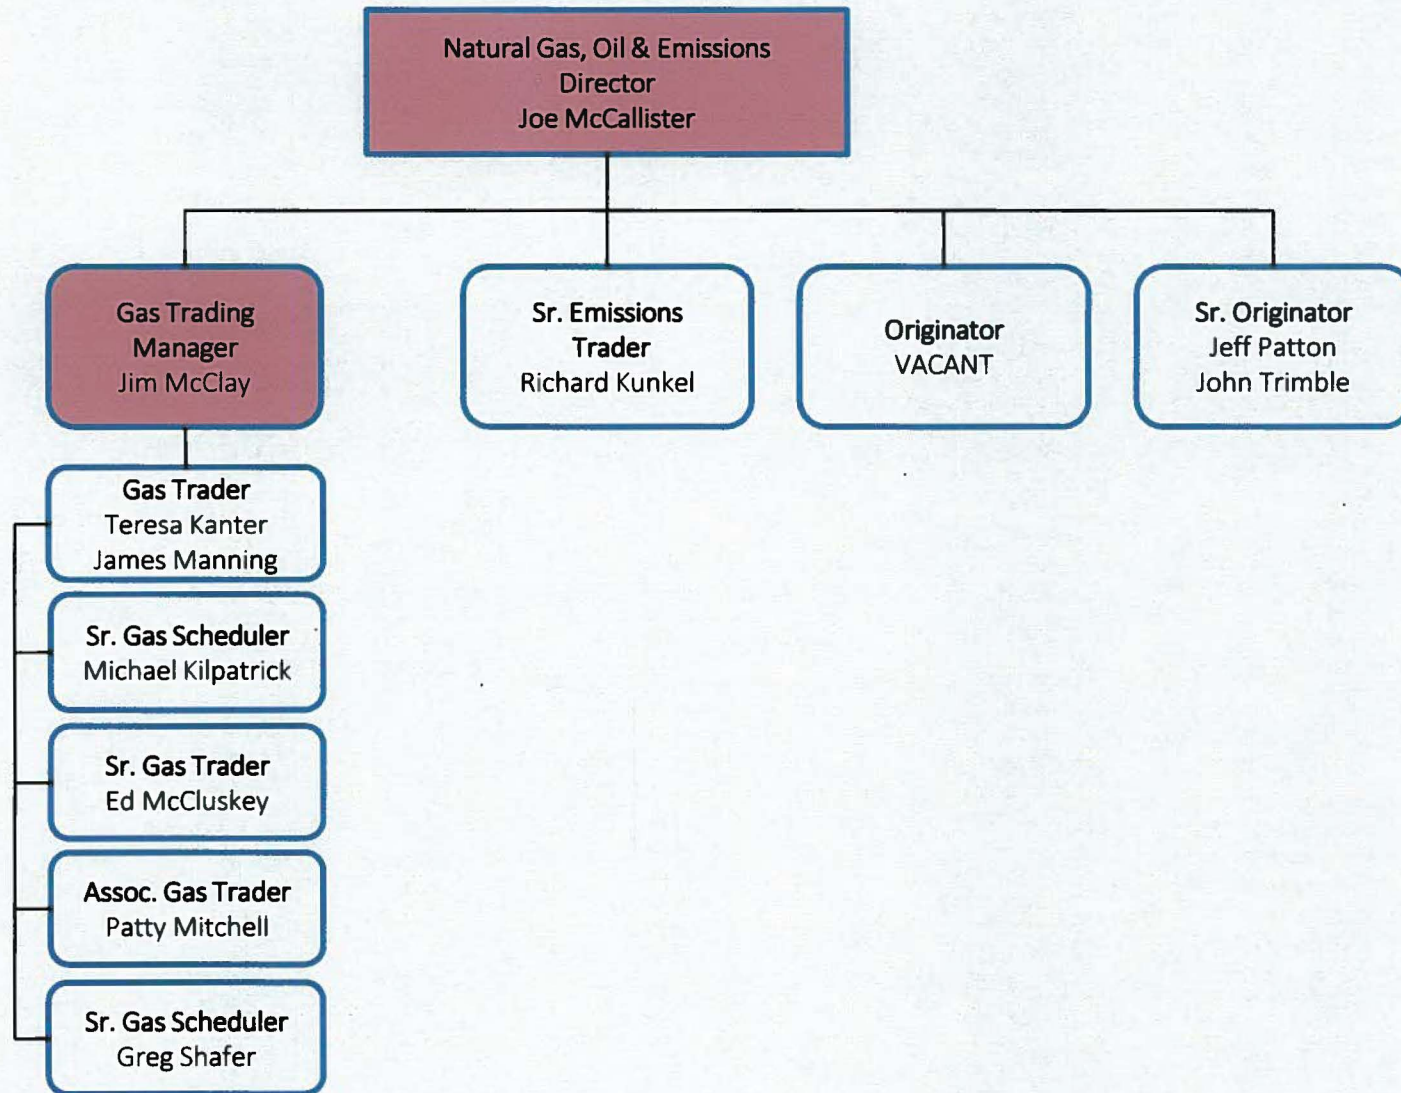 Natural Gas, Oil & Emissions
Director
Joe McCallister
Gas Trading
Manager
Jim McClay
Sr. Emissions
Trader
Richard Kunkel
Originator
VACANT
Sr. Originator
Jeff Patton
John Trimble
Gas Trader
Teresa Kanter
James Manning
Sr. Gas Scheduler
Michael Kilpatrick
Sr. Gas Trader
Ed McCluskey
Assoc. Gas Trader
Patty Mitchell
Sr. Gas Scheduler
Greg Shafer